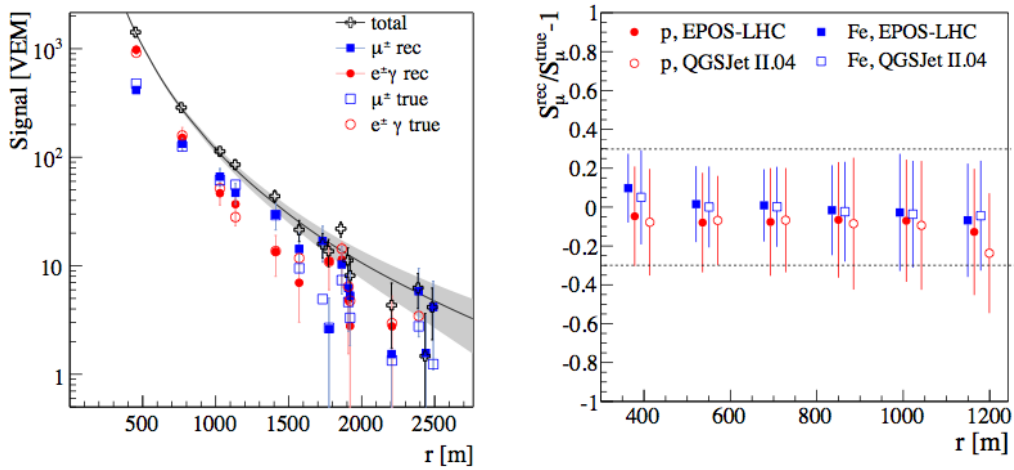 Signal [VEM]
10³
10²
10
1
total
μ± rec
e±γ rec
μ± true
e± γ true
0 500 1000 1500 2000 2500
r [m]
S_μ^rec/S_μ^true-1
1
0.8
0.6
0.4
0.2
0
-0.2
-0.4
-0.6
-0.8
-1
p, EPOS-LHC
Fe, EPOS-LHC
p, QGSJet II.04
Fe, QGSJet II.04
400 600 800 1000 1200
r [m]